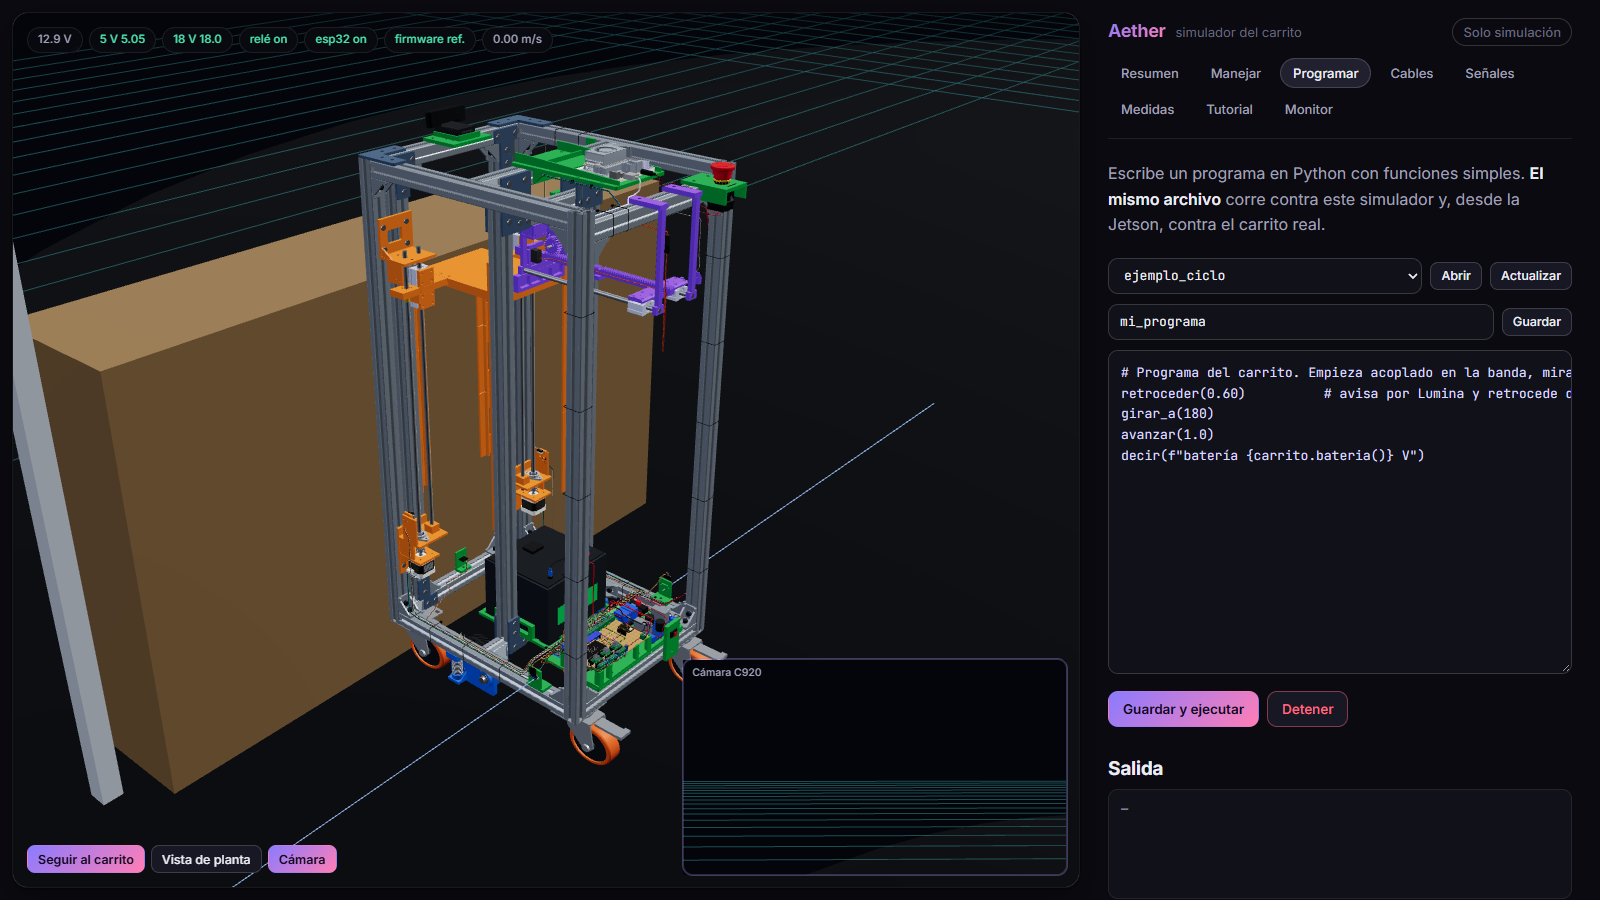 12.9 V
5 V 5.05
18 V 18.0
relé on
esp32 on
firmware ref.
0.00 m/s
Cámara C920
Seguir al carrito
Vista de planta
Cámara
Aether simulador del carrito
Solo simulación
Resumen
Manejar
Programar
Cables
Señales
Medidas
Tutorial
Monitor
Escribe un programa en Python con funciones simples. El
mismo archivo corre contra este simulador y, desde la
Jetson, contra el carrito real.
ejemplo_ciclo
Abrir
Actualizar
mi_programa
Guardar
# Programa del carrito. Empieza acoplado en la banda, mira
retroceder(0.60) # avisa por Lumina y retrocede
girar_a(180)
avanzar(1.0)
decir(f"batería {carrito.bateria()} V")
Guardar y ejecutar
Detener
Salida
—